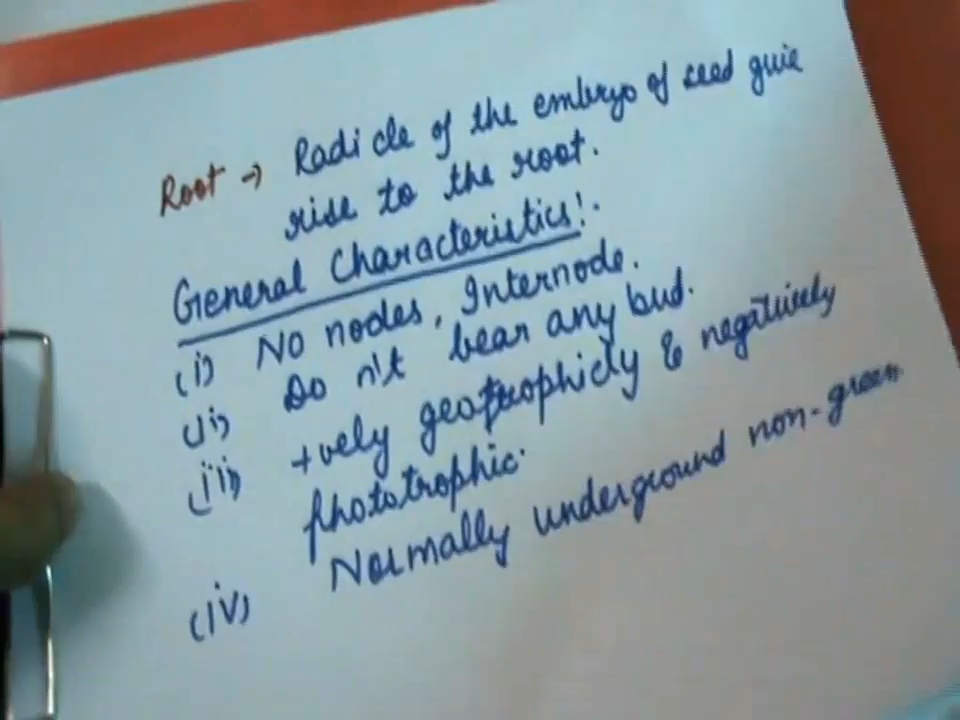 Root → Radicle of the embryo of seed give
rise to the root.
General Characteristics:
(i) No nodes, Internode.
(ii) Do n't bear any bud.
(iii) +vely geotrophicly & negatively
phototrophic.
(iv) Normally underground non-green